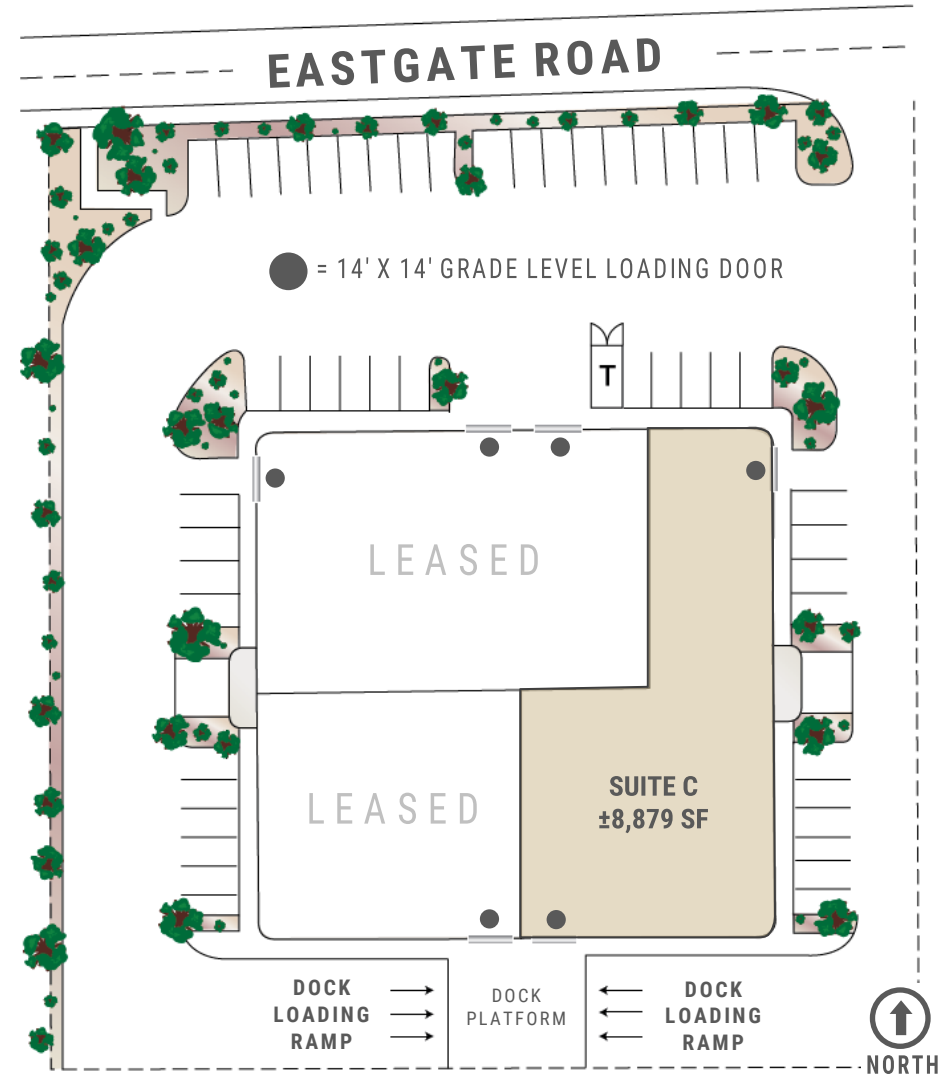 EASTGATE ROAD
= 14' X 14' GRADE LEVEL LOADING DOOR
T
LEASED
LEASED
SUITE C
±8,879 SF
DOCK
LOADING
RAMP
DOCK
PLATFORM
DOCK
LOADING
RAMP
NORTH